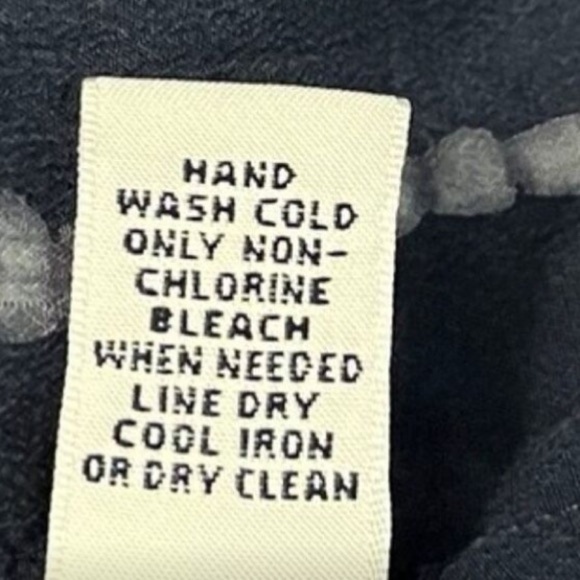 HAND
WASH COLD
ONLY NON-
CHLORINE
BLEACH
WHEN NEEDED
LINE DRY
COOL IRON
OR DRY CLEAN